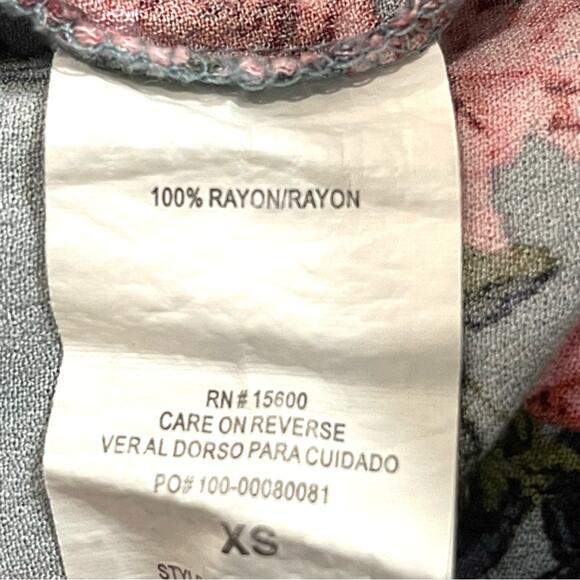 100% RAYON/RAYON
RN# 15600
CARE ON REVERSE
VER AL DORSO PARA CUIDADO
PO# 100-00080081
XS